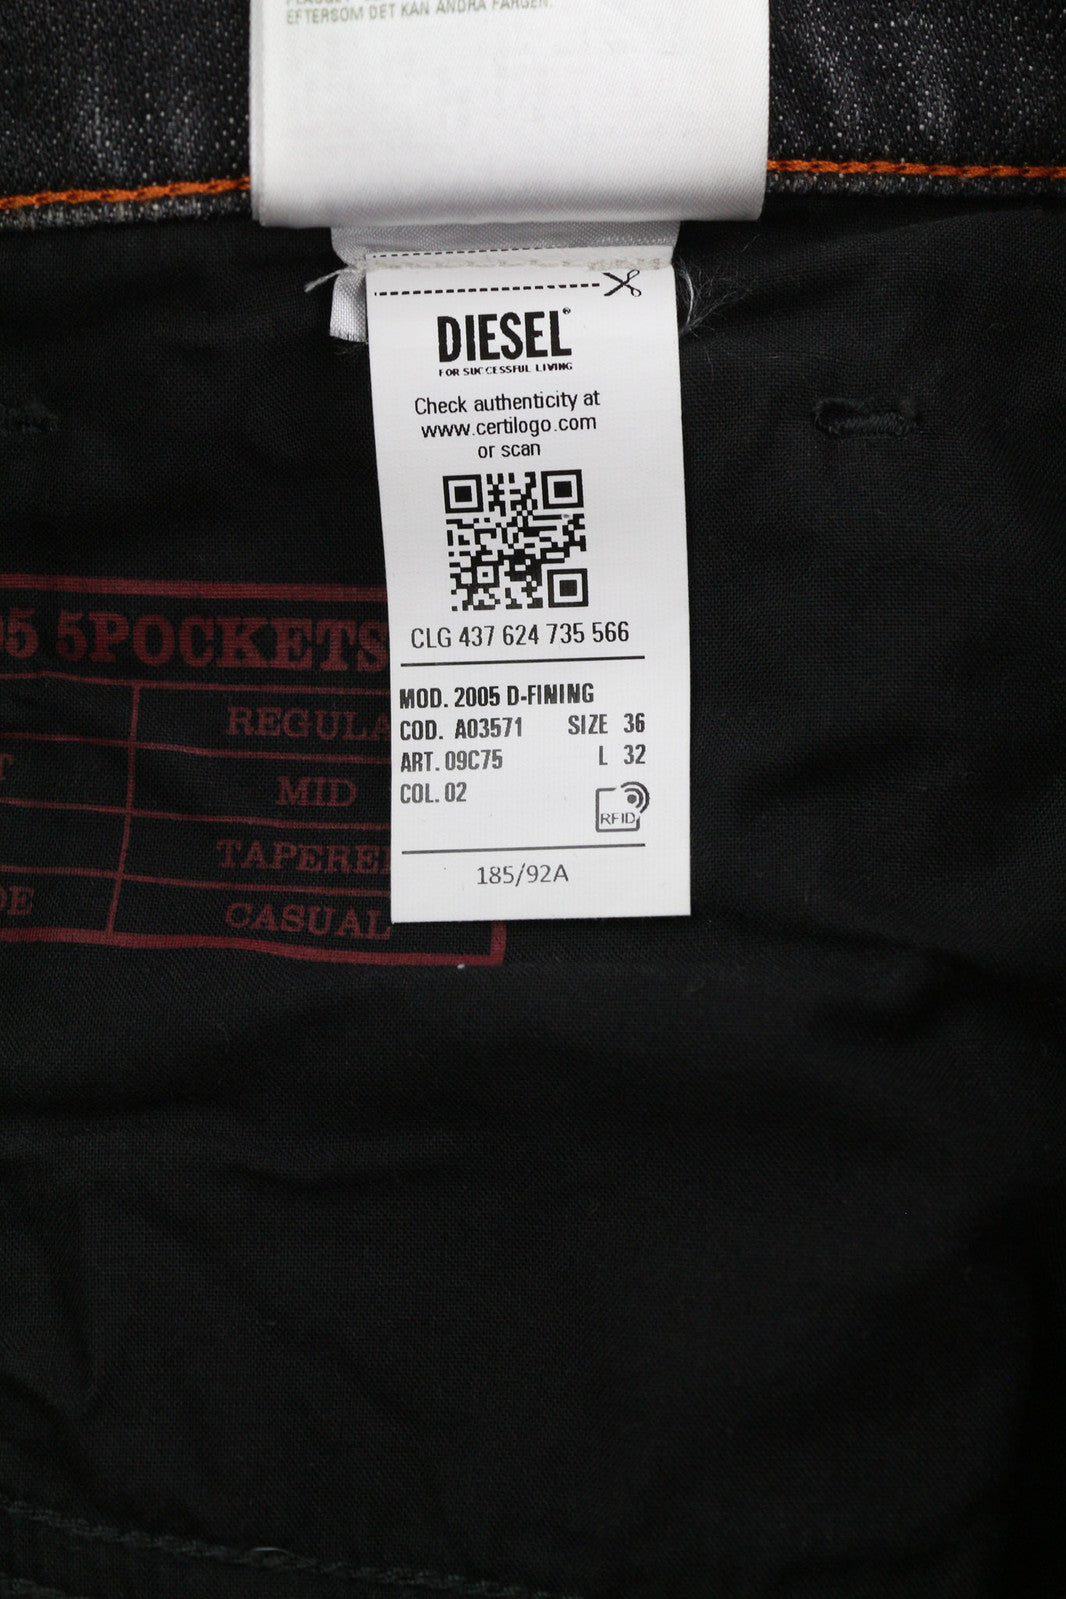 EFTERSOM DET KAN ÄNDRA FÄRGEN.
DIESEL®
FOR SUCCESSFUL LIVING
Check authenticity at
www.certilogo.com
or scan
CLG 437 624 735 566
MOD. 2005 D-FINING
COD. A03571 SIZE 36
ART. 09C75 L 32
COL. 02
RFID
185/92A
05 5POCKETS
REGULA
T MID
TAPERE
DE CASUAL